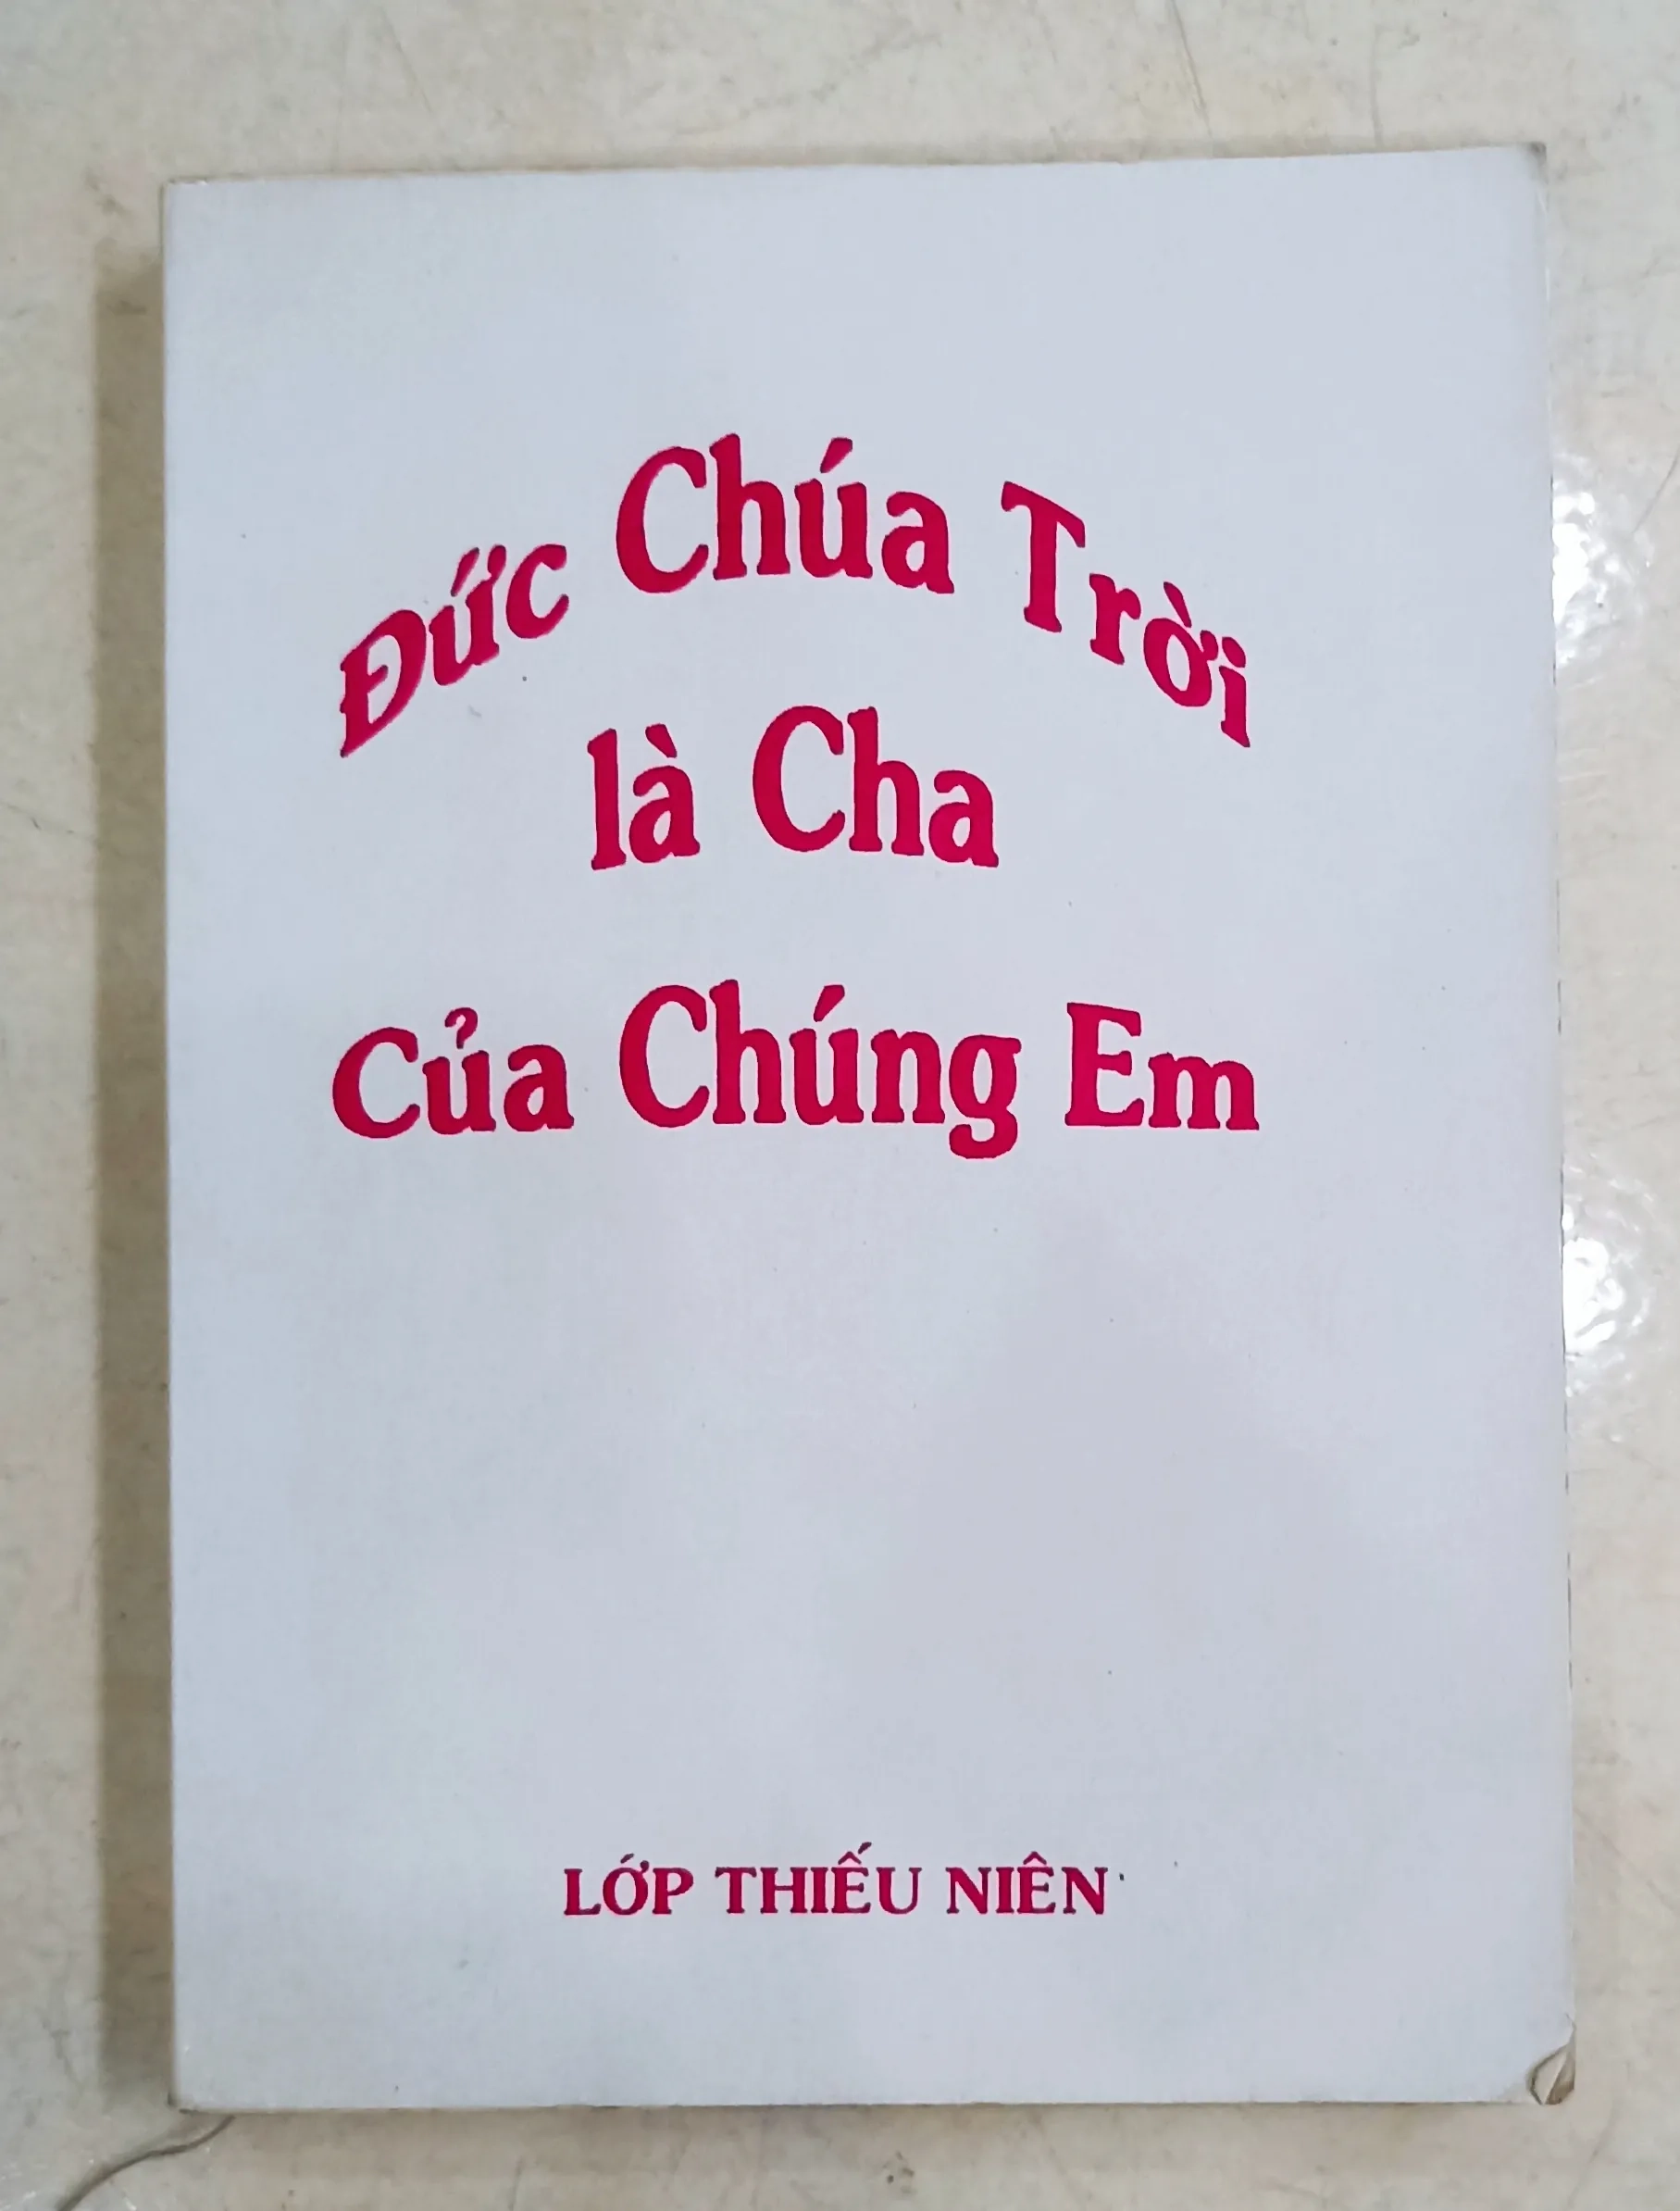 Đức Chúa Trời
là Cha
Của Chúng Em
LỚP THIẾU NIÊN